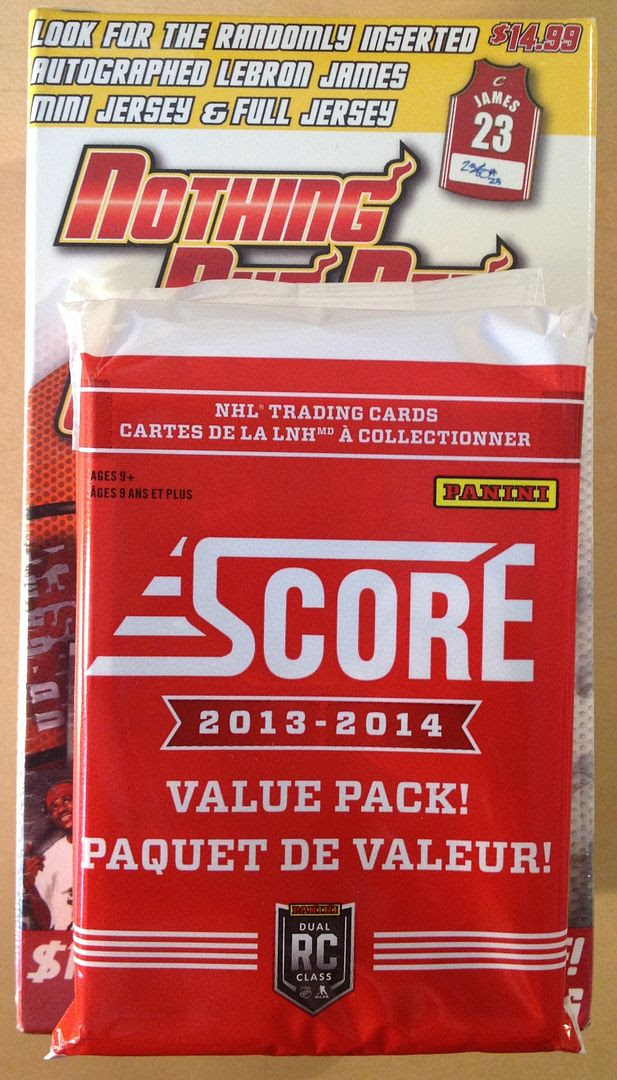 LOOK FOR THE RANDOMLY INSERTED $14.99
AUTOGRAPHED LEBRON JAMES
MINI JERSEY & FULL JERSEY
C
JAMES
23
NOTHING
NHL® TRADING CARDS
CARTES DE LA LNHMD À COLLECTIONNER
AGES 9+
ÂGES 9 ANS ET PLUS
PANINI
SCORE
2013-2014
VALUE PACK!
PAQUET DE VALEUR!
PANINI
DUAL
RC
CLASS